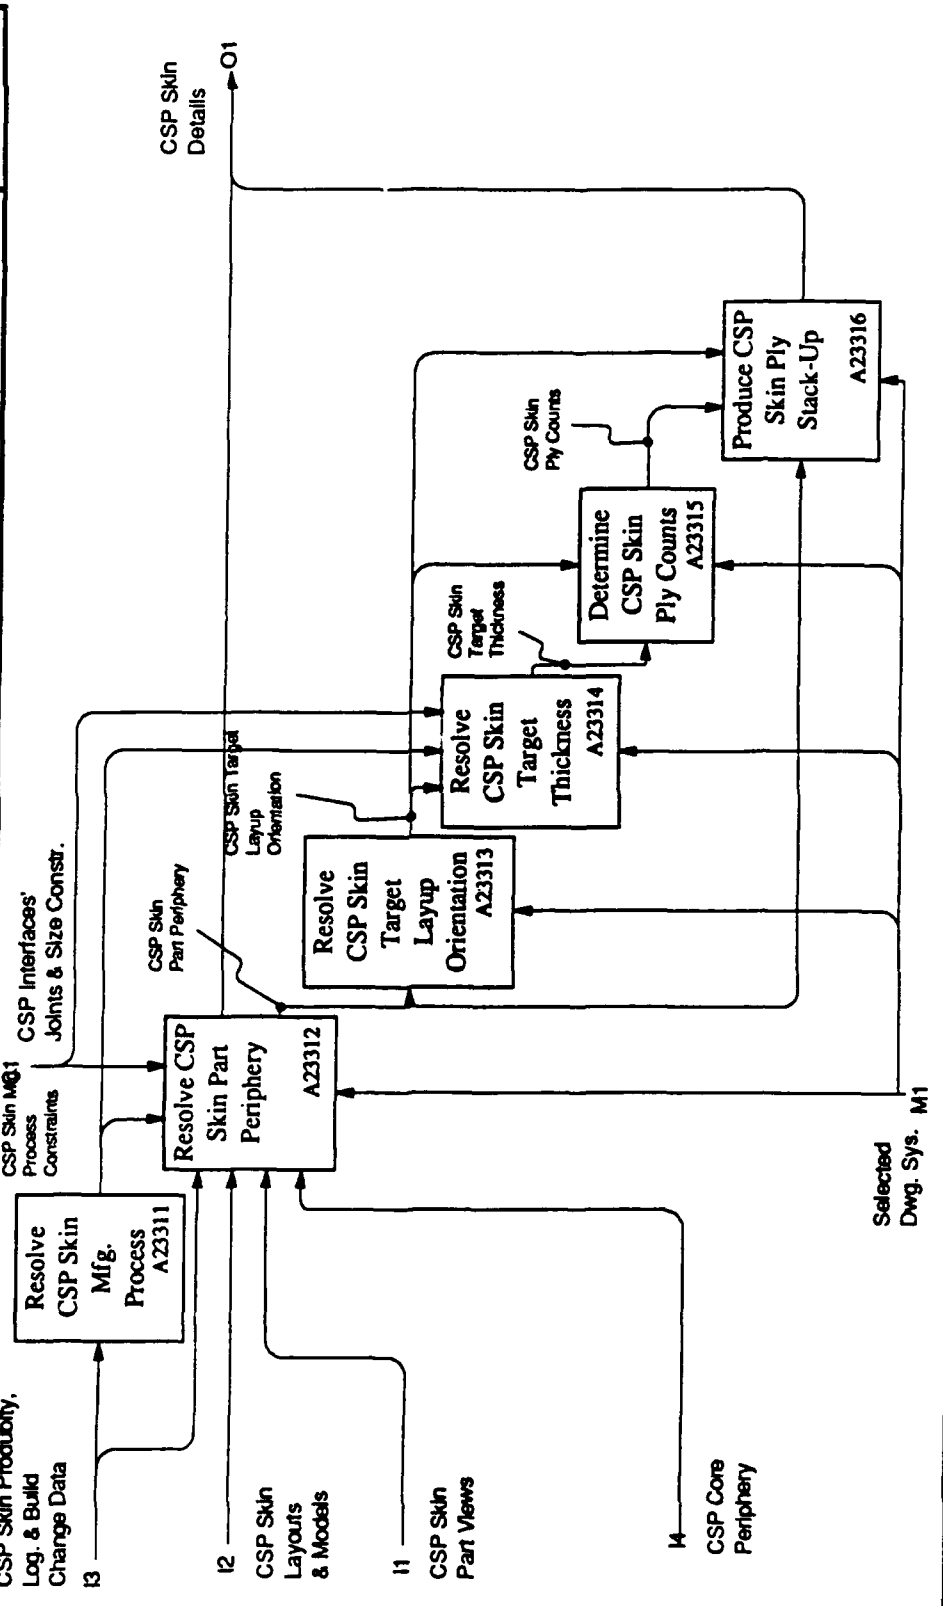 CSP Skin Producibty,
Log. & Build
Change Data
I3
I2
CSP Skin
Layouts
& Models
I1
CSP Skin
Part Views
I4
CSP Core
Periphery
Resolve
CSP Skin
Mfg.
Process
A23311
CSP Skin Mfg.
Process
Constraints
CSP Interfaces'
Joints & Size Constr.
Resolve CSP
Skin Part
Periphery
A23312
CSP Skin
Part Periphery
Resolve
CSP Skin
Target
Layup
Orientation
A23313
CSP Skin Target
Layup
Orientation
Resolve
CSP Skin
Target
Thickness
A23314
CSP Skin
Target
Thickness
Determine
CSP Skin
Ply Counts
A23315
CSP Skin
Ply Counts
Produce CSP
Skin Ply
Stack-Up
A23316
CSP Skin
Details
O1
Selected
Dwg. Sys.
M1